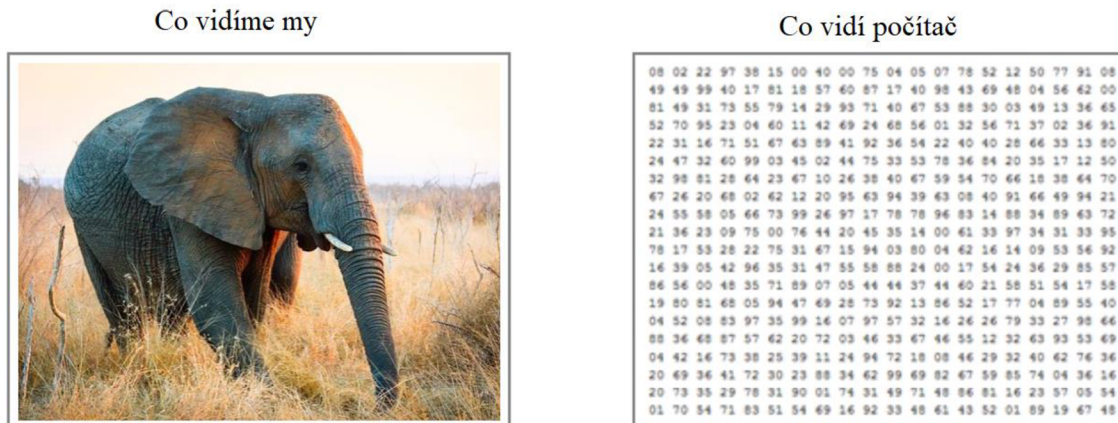 Co vidíme my
Co vidí počítač
08 02 22 97 38 15 00 40 00 75 04 05 07 78 52 12 50 77 91 08
49 49 99 40 17 81 18 57 60 87 17 40 98 43 69 48 04 56 62 00
81 49 31 73 55 79 14 29 93 71 40 67 53 88 30 03 49 13 36 65
52 70 95 23 04 60 11 42 69 24 68 56 01 32 56 71 37 02 36 91
22 31 16 71 51 67 63 89 41 92 36 54 22 40 40 28 66 33 13 80
24 47 32 60 99 03 45 02 44 75 33 53 78 36 84 20 35 17 12 50
32 98 81 28 64 23 67 10 26 38 40 67 59 54 70 66 18 38 64 70
67 26 20 68 02 62 12 20 95 63 94 39 63 08 40 91 66 49 94 21
24 55 58 05 66 73 99 26 97 17 78 78 96 83 14 88 34 89 63 72
21 36 23 09 75 00 76 44 20 45 35 14 00 61 33 97 34 31 33 95
78 17 53 28 22 75 31 67 15 94 03 80 04 62 16 14 09 53 56 92
16 39 05 42 96 35 31 47 55 58 88 24 00 17 54 24 36 29 85 57
86 56 00 48 35 71 89 07 05 44 44 37 44 60 21 58 51 54 17 58
19 80 81 68 05 94 47 69 28 73 92 13 86 52 17 77 04 89 55 40
04 52 08 83 97 35 99 16 07 97 57 32 16 26 26 79 33 27 98 66
88 36 68 87 57 62 20 72 03 46 33 67 46 55 12 32 63 93 53 69
04 42 16 73 38 25 39 11 24 94 72 18 08 46 29 32 40 62 76 36
20 69 36 41 72 30 23 88 34 62 99 69 82 67 59 85 74 04 36 16
20 73 35 29 78 31 90 01 74 31 49 71 48 86 81 16 23 57 05 54
01 70 54 71 83 51 54 69 16 92 33 48 61 43 52 01 89 19 67 48